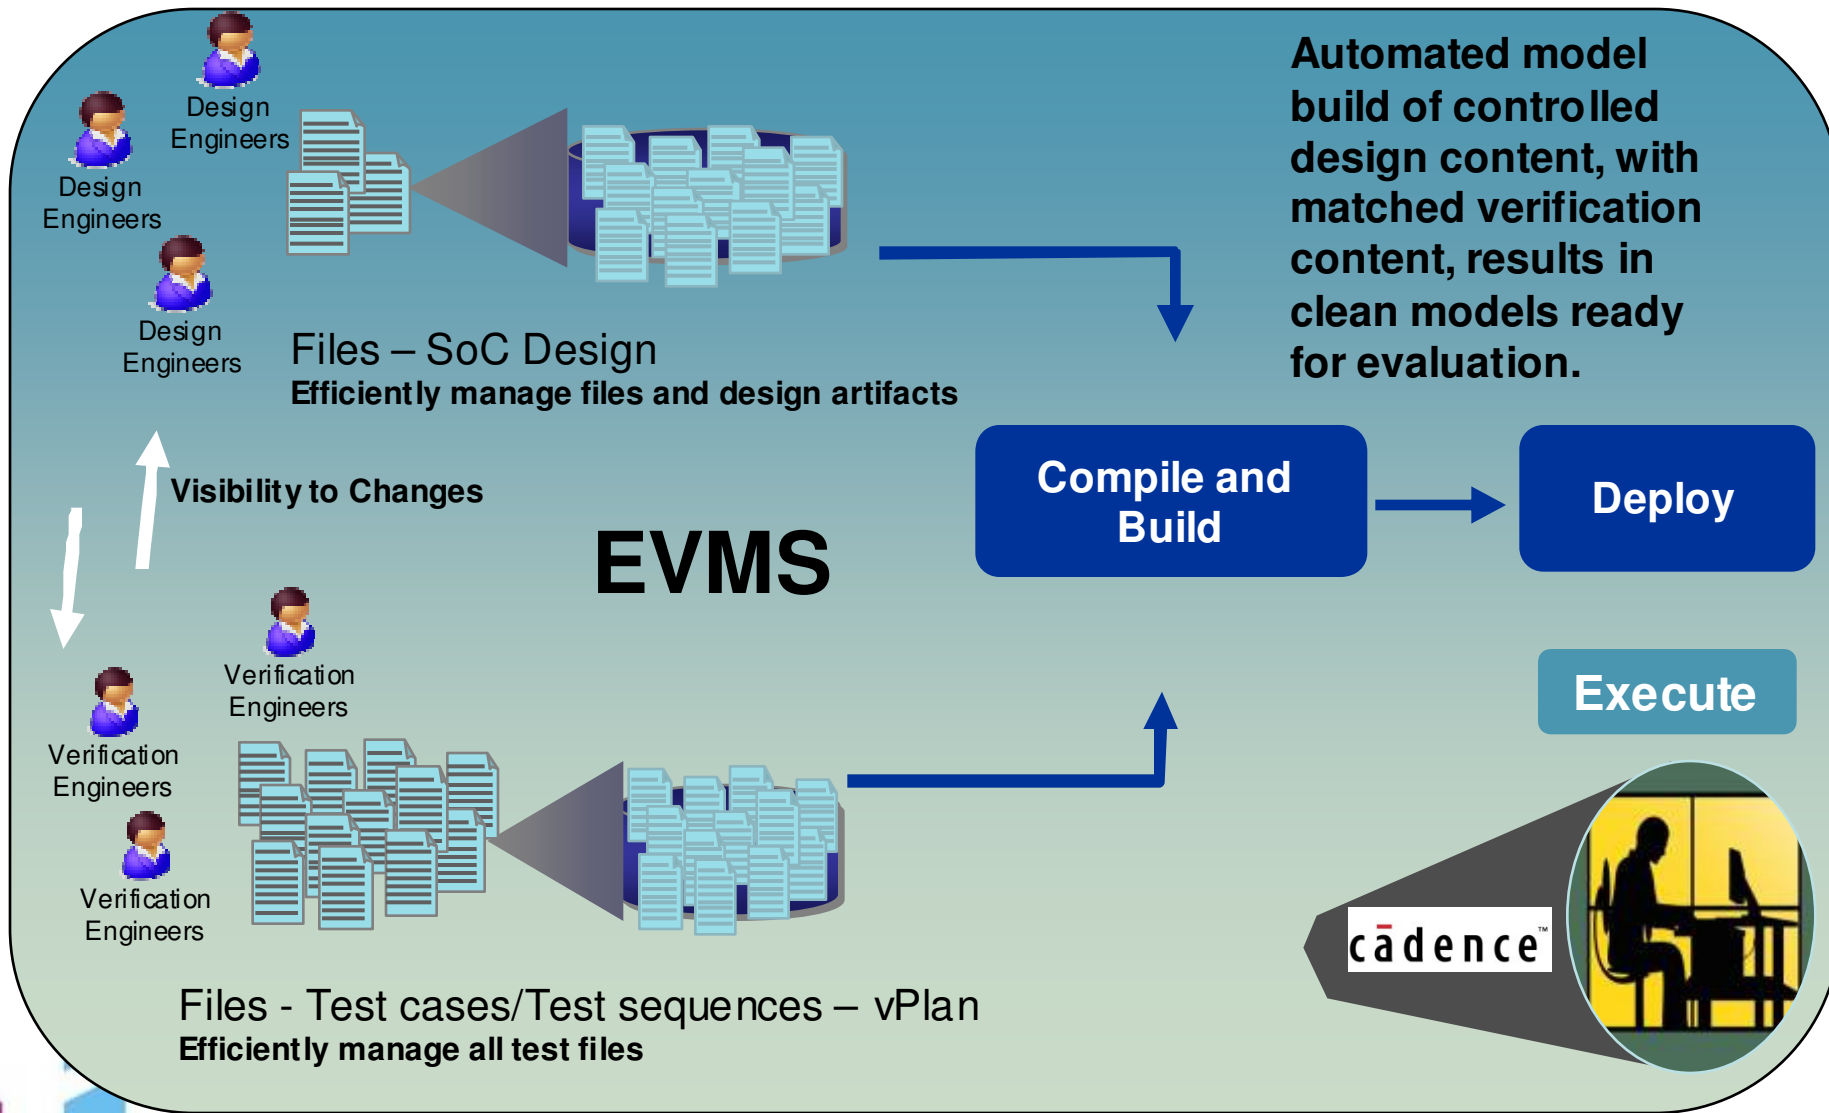 Design
Engineers
Design
Engineers
Design
Engineers
Automated model
build of controlled
design content, with
matched verification
content, results in
clean models ready
for evaluation.
Files – SoC Design
Efficiently manage files and design artifacts
Visibility to Changes
EVMS
Compile and
Build
Deploy
Verification
Engineers
Verification
Engineers
Verification
Engineers
Execute
cādence™
Files - Test cases/Test sequences – vPlan
Efficiently manage all test files